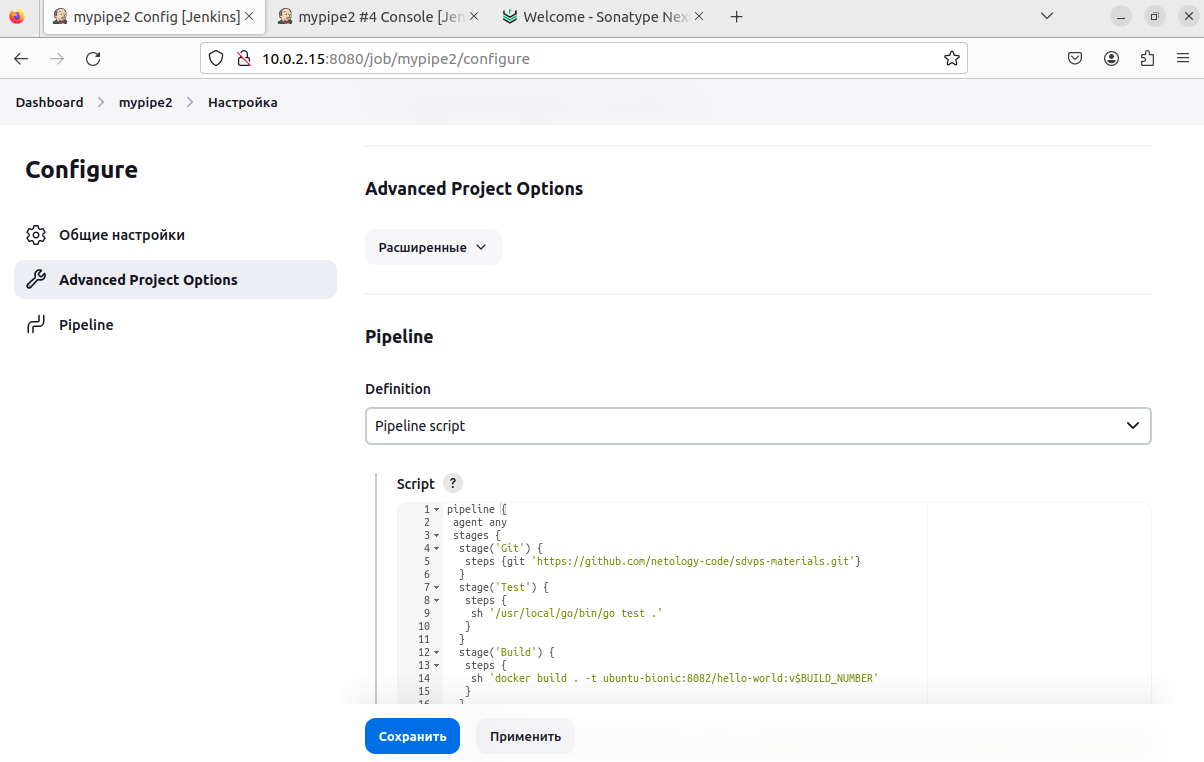 mypipe2 Config [Jenkins]
mypipe2 #4 Console [Jen
Welcome - Sonatype Nex
10.0.2.15:8080/job/mypipe2/configure
Dashboard > mypipe2 > Настройка
Configure
Общие настройки
Advanced Project Options
Pipeline
Advanced Project Options
Расширенные
Pipeline
Definition
Pipeline script
Script ?
1 pipeline {
2 agent any
3 stages {
4 stage('Git') {
5 steps {git 'https://github.com/netology-code/sdvps-materials.git'}
6 }
7 stage('Test') {
8 steps {
9 sh '/usr/local/go/bin/go test .'
10 }
11 }
12 stage('Build') {
13 steps {
14 sh 'docker build . -t ubuntu-bionic:8082/hello-world:v$BUILD_NUMBER'
15 }
16 }
Сохранить
Применить